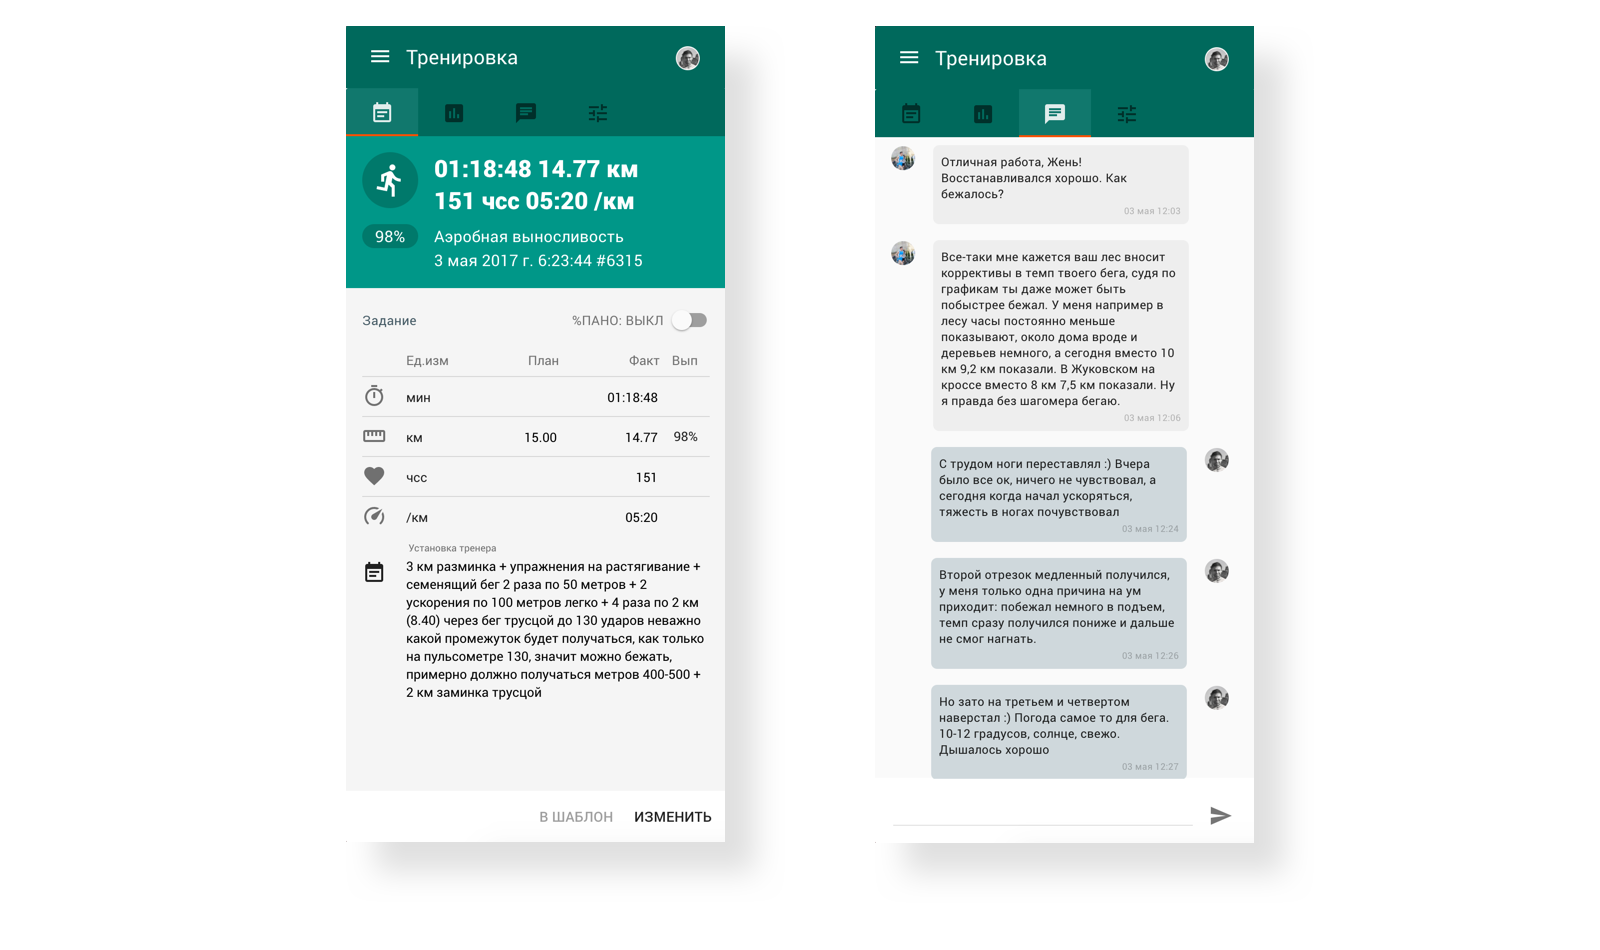 Тренировка
01:18:48 14.77 км
151 чсс 05:20 /км
98%
Аэробная выносливость
3 мая 2017 г. 6:23:44 #6315
Задание
%ПАНО: ВЫКЛ
Ед.изм План Факт Вып
мин 01:18:48
км 15.00 14.77 98%
чсс 151
/км 05:20
Установка тренера
3 км разминка + упражнения на растягивание +
семенящий бег 2 раза по 50 метров + 2
ускорения по 100 метров легко + 4 раза по 2 км
(8.40) через бег трусцой до 130 ударов неважно
какой промежуток будет получаться, как только
на пульсометре 130, значит можно бежать,
примерно должно получаться метров 400-500 +
2 км заминка трусцой
В ШАБЛОН ИЗМЕНИТЬ
Тренировка
Отличная работа, Жень!
Восстанавливался хорошо. Как
бежалось?
03 мая 12:03
Все-таки мне кажется ваш лес вносит
коррективы в темп твоего бега, судя по
графикам ты даже может быть
побыстрее бежал. У меня например в
лесу часы постоянно меньше
показывают, около дома вроде и
деревьев немного, а сегодня вместо 10
км 9,2 км показали. В Жуковском на
кроссе вместо 8 км 7,5 км показали. Ну
я правда без шагомера бегаю.
03 мая 12:06
С трудом ноги переставлял :) Вчера
было все ок, ничего не чувствовал, а
сегодня когда начал ускоряться,
тяжесть в ногах почувствовал
03 мая 12:24
Второй отрезок медленный получился,
у меня только одна причина на ум
приходит: побежал немного в подъем,
темп сразу получился пониже и дальше
не смог нагнать.
03 мая 12:26
Но зато на третьем и четвертом
наверстал :) Погода самое то для бега.
10-12 градусов, солнце, свежо.
Дышалось хорошо
03 мая 12:27